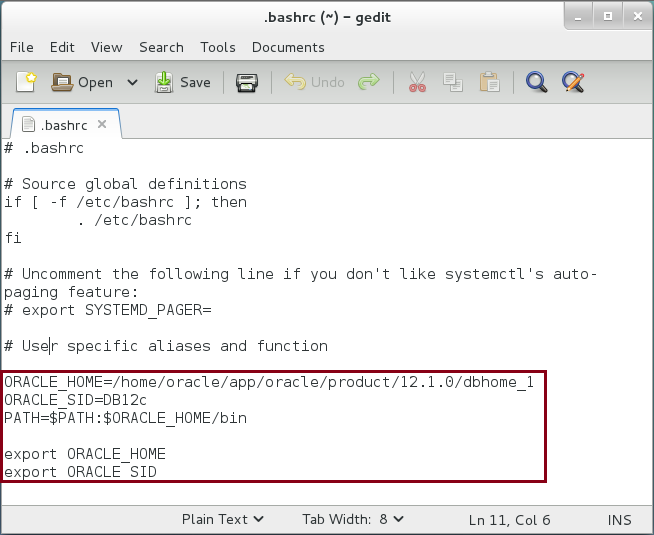 .bashrc (~) – gedit
File Edit View Search Tools Documents
Open Save Undo
.bashrc
# .bashrc
# Source global definitions
if [ -f /etc/bashrc ]; then
. /etc/bashrc
fi
# Uncomment the following line if you don't like systemctl's auto-
paging feature:
# export SYSTEMD_PAGER=
# User specific aliases and function
ORACLE_HOME=/home/oracle/app/oracle/product/12.1.0/dbhome_1
ORACLE_SID=DB12c
PATH=$PATH:$ORACLE_HOME/bin
export ORACLE_HOME
export ORACLE_SID
Plain Text Tab Width: 8 Ln 11, Col 6 INS